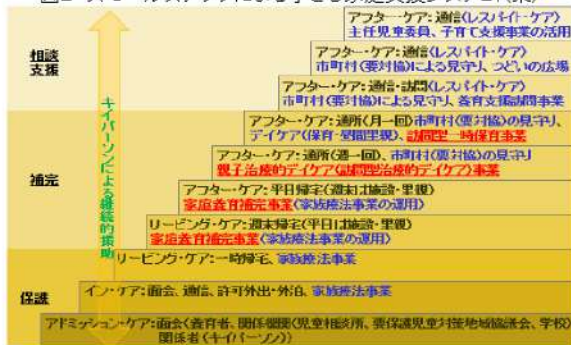 アフター・ケア：通信（レスパイト・ケア）
主任児童委員、子育て支援事業の活用
アフター・ケア：通信（レスパイト・ケア）
市町村（要対協）による見守り、つどいの広場
アフター・ケア：通信・訪問（レスパイト・ケア）
市町村（要対協）による見守り、養育支援訪問事業
アフター・ケア：通所（月一回）市町村（要対協）の見守り、
デイケア（保育・昼間里親）、訪問型一時保育事業
アフター・ケア：通所（週一回）、市町村（要対協）の見守り
親子治療的デイケア（訪問型治療的デイケア）事業
アフター・ケア：平日帰宅（週末は施設・里親）
家庭養育補完事業（家族療法事業の運用）
リービング・ケア：週末帰宅（平日は施設・里親）
家庭養育補完事業（家族療法事業の運用）
リービング・ケア：一時帰宅、家族療法事業
イン・ケア：面会、通信、許可外出・外泊、家族療法事業
アドミッション・ケア：面会（養育者、関係機関（児童相談所、要保護児童対策地域協議会、学校）
関係者（キイパーソン））
相談
支援
補完
保護
キイパーソンによる継続的援助